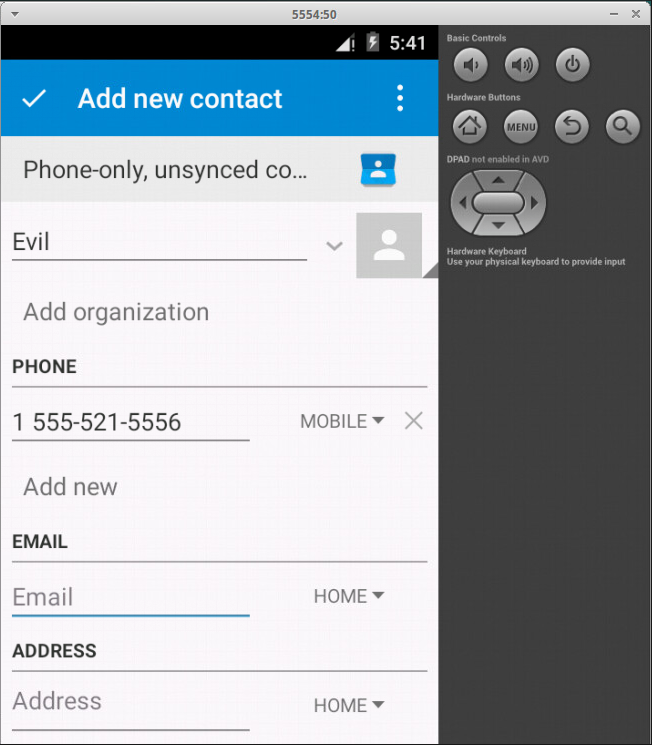 5554:50
5:41
Add new contact
Phone-only, unsynced co...
Evil
Add organization
PHONE
1 555-521-5556 MOBILE
Add new
EMAIL
Email HOME
ADDRESS
Address HOME
Basic Controls
Hardware Buttons
MENU
DPAD not enabled in AVD
Hardware Keyboard
Use your physical keyboard to provide input